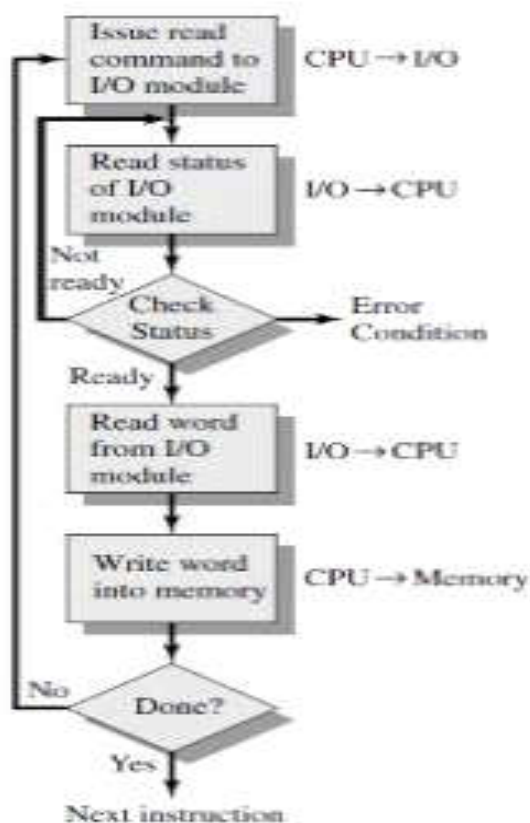 Issue read
command to
I/O module
CPU → I/O
Read status
of I/O
module
I/O → CPU
Not
ready
Check
Status
Error
Condition
Ready
Read word
from I/O
module
I/O → CPU
Write word
into memory
CPU → Memory
No
Done?
Yes
Next instruction